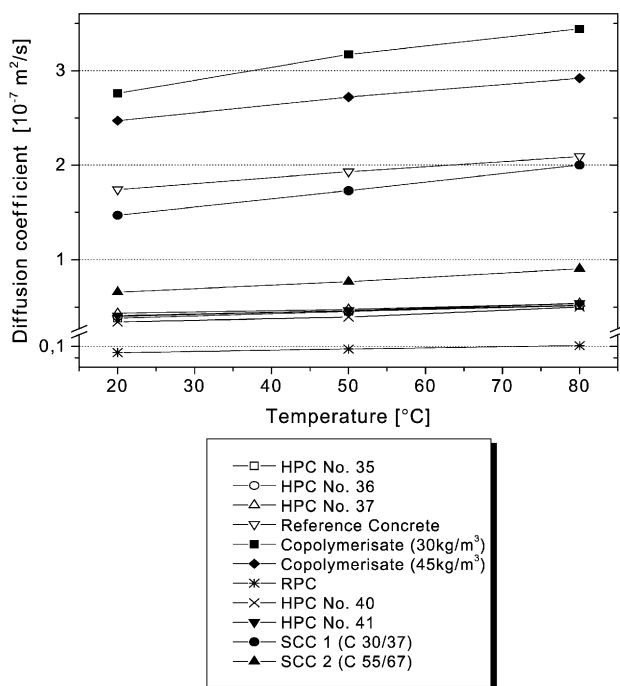 Diffusion coefficient [10⁻⁷ m²/s]
3
2
1
0,1
20 30 40 50 60 70 80
Temperature [°C]
HPC No. 35
HPC No. 36
HPC No. 37
Reference Concrete
Copolymerisate (30kg/m³)
Copolymerisate (45kg/m³)
RPC
HPC No. 40
HPC No. 41
SCC 1 (C 30/37)
SCC 2 (C 55/67)